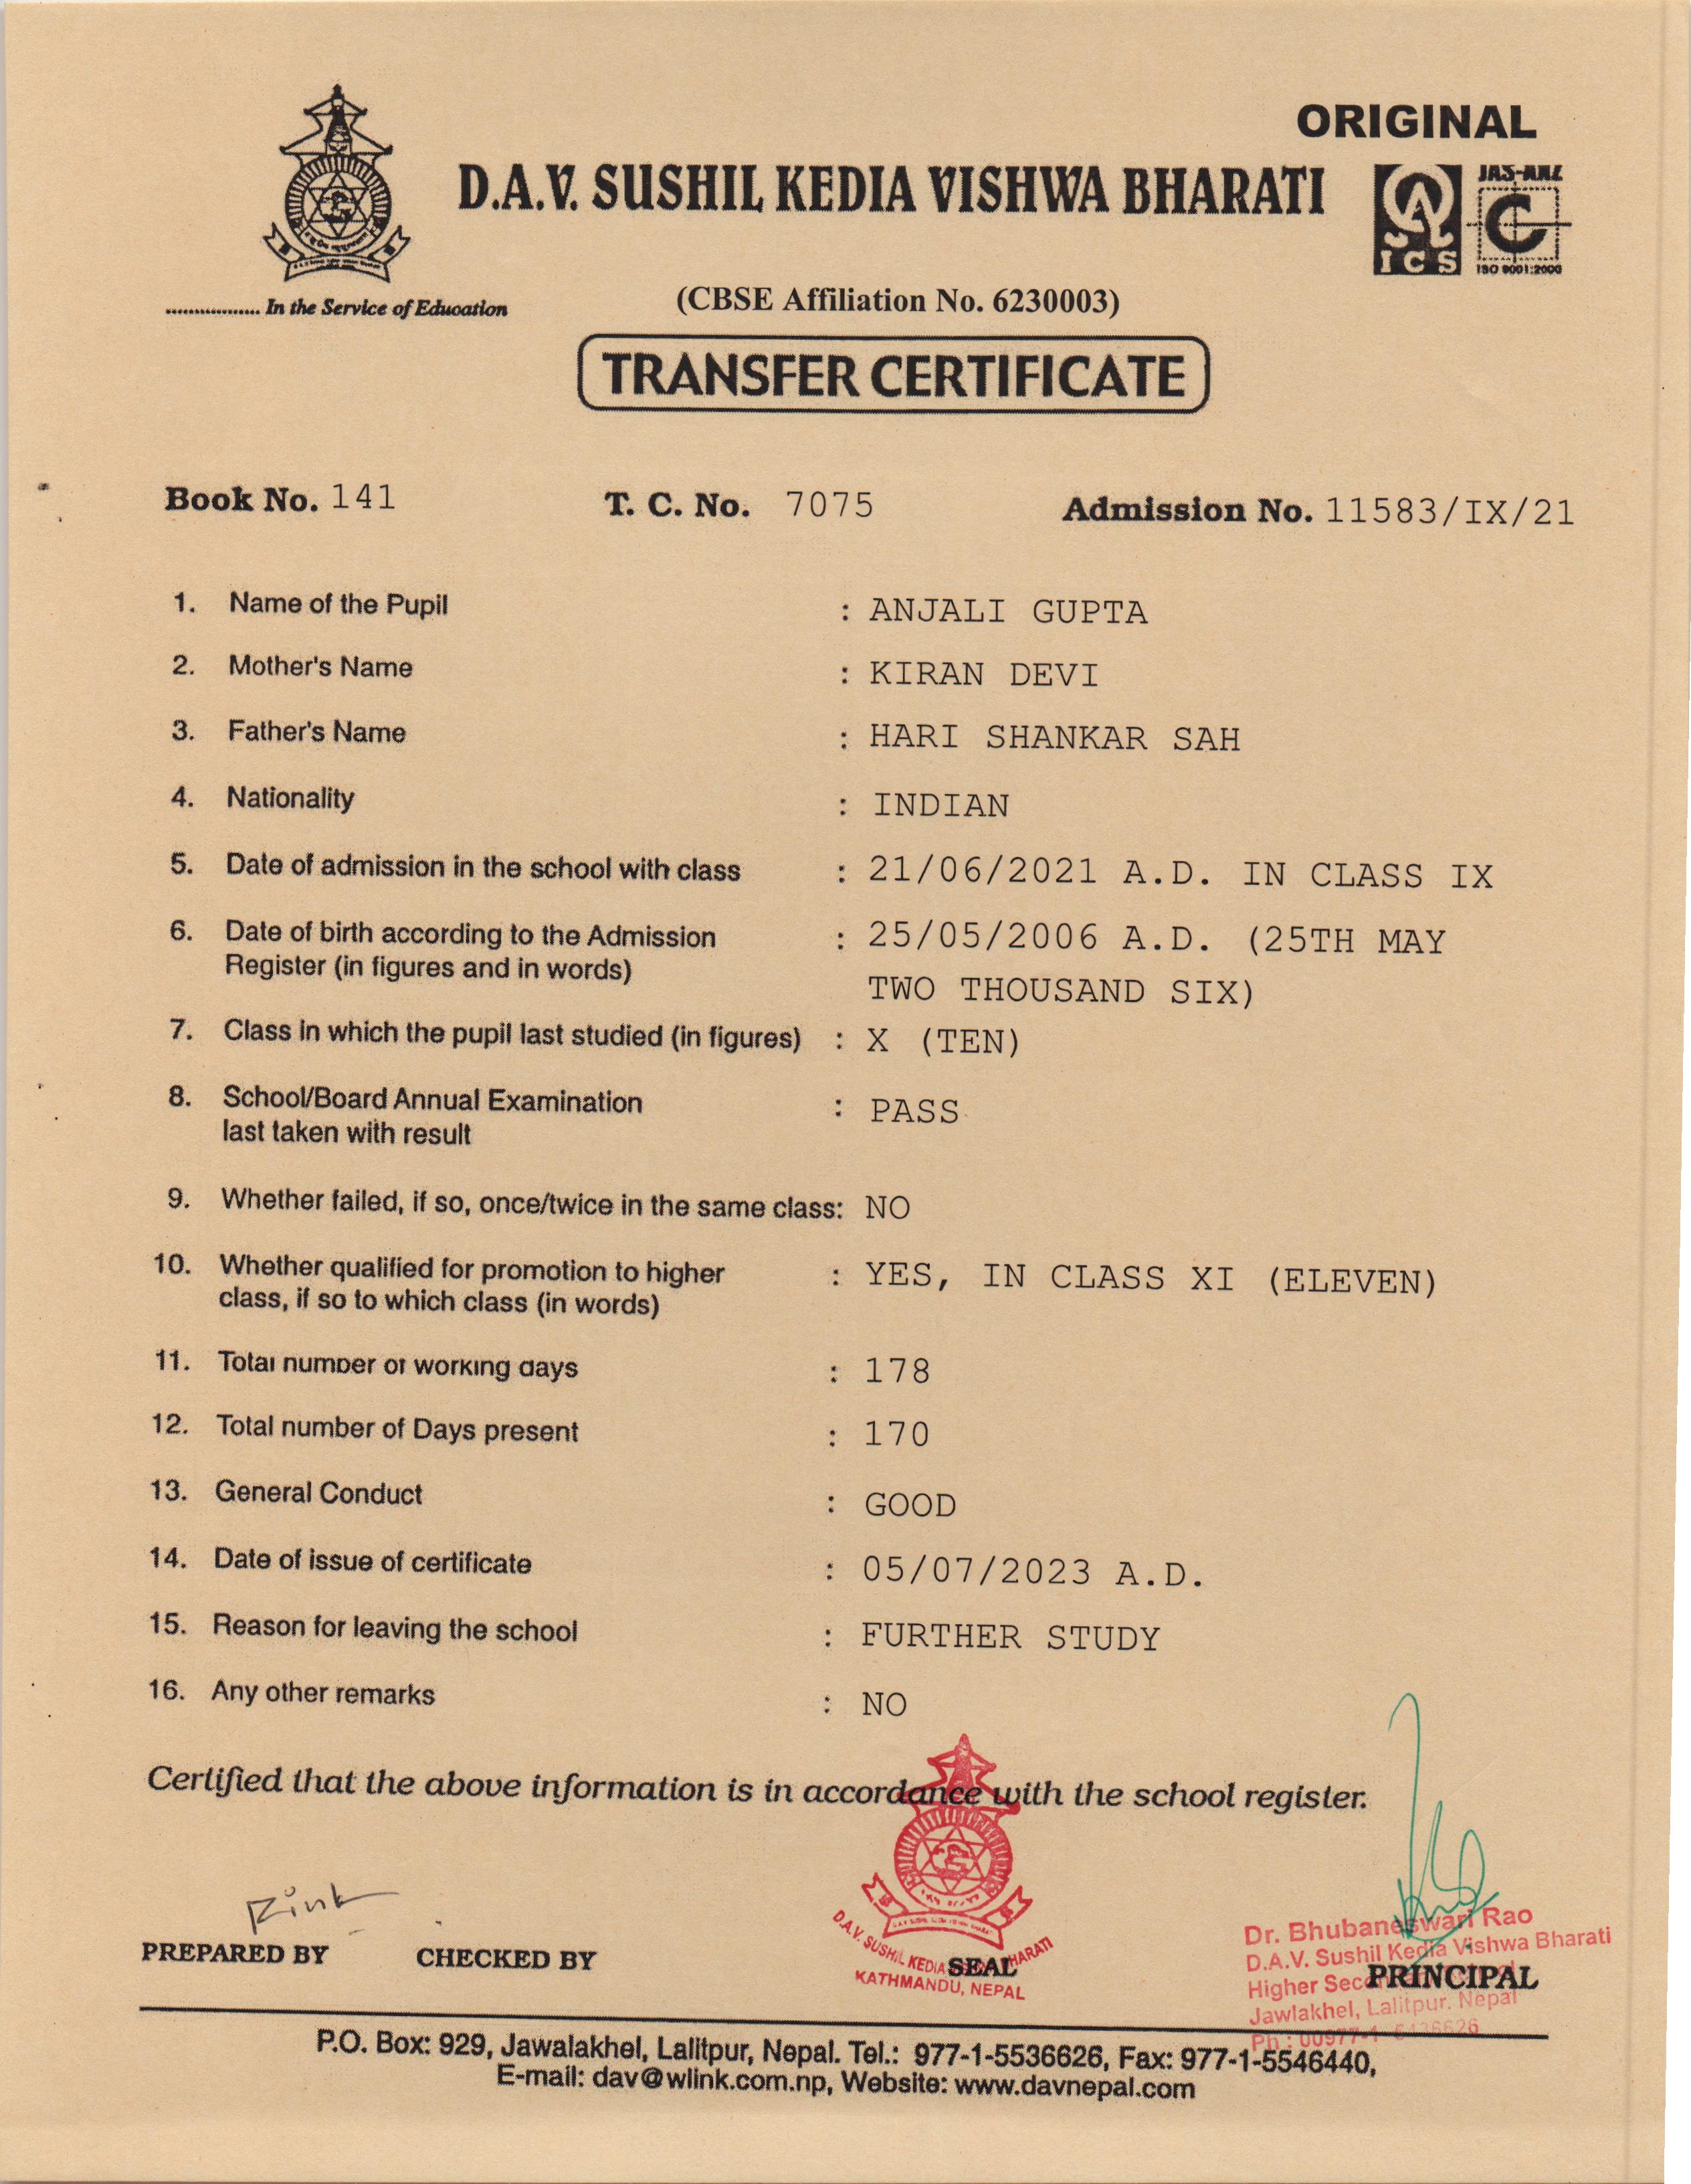 ORIGINAL
D.A.V. SUSHIL KEDIA VISHWA BHARATI
ICS
JAS-ANZ
ISO 9001:2000
.................. In the Service of Education
(CBSE Affiliation No. 6230003)
TRANSFER CERTIFICATE
Book No. 141 T. C. No. 7075 Admission No. 11583/IX/21
1. Name of the Pupil : ANJALI GUPTA
2. Mother's Name : KIRAN DEVI
3. Father's Name : HARI SHANKAR SAH
4. Nationality : INDIAN
5. Date of admission in the school with class : 21/06/2021 A.D. IN CLASS IX
6. Date of birth according to the Admission : 25/05/2006 A.D. (25TH MAY
Register (in figures and in words) TWO THOUSAND SIX)
7. Class in which the pupil last studied (in figures) : X (TEN)
8. School/Board Annual Examination : PASS
last taken with result
9. Whether failed, if so, once/twice in the same class: NO
10. Whether qualified for promotion to higher : YES, IN CLASS XI (ELEVEN)
class, if so to which class (in words)
11. Total number of working days : 178
12. Total number of Days present : 170
13. General Conduct : GOOD
14. Date of issue of certificate : 05/07/2023 A.D.
15. Reason for leaving the school : FURTHER STUDY
16. Any other remarks : NO
Certified that the above information is in accordance with the school register.
PREPARED BY CHECKED BY SEAL PRINCIPAL
D.A.V. SUSHIL KEDIA BHARATI
KATHMANDU, NEPAL
Dr. Bhubaneswari Rao
D.A.V. Sushil Kedia Vishwa Bharati
Higher
Jawlakhel, Lalitpur. Nepal
P.O. Box: 929, Jawalakhel, Lalitpur, Nepal. Tel.: 977-1-5536626, Fax: 977-1-5546440,
E-mail: dav@wlink.com.np, Website: www.davnepal.com